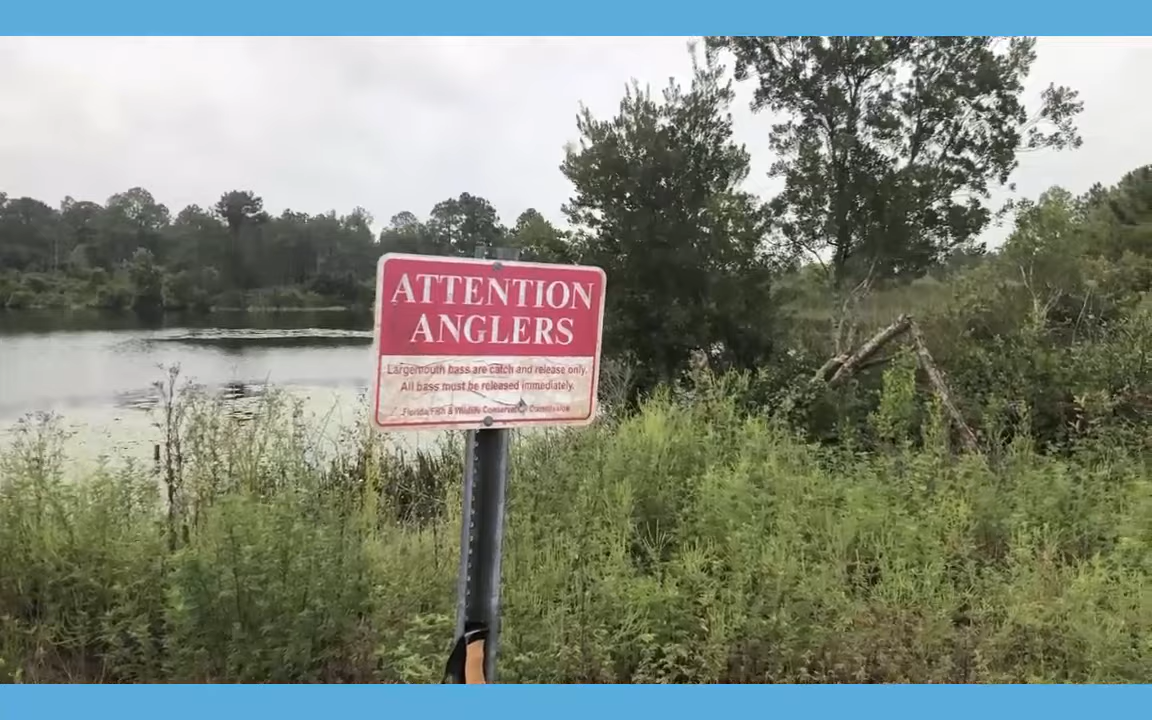 ATTENTION
ANGLERS
Largemouth bass are catch and release only.
All bass must be released immediately.
Florida Fish & Wildlife Conservation Commission